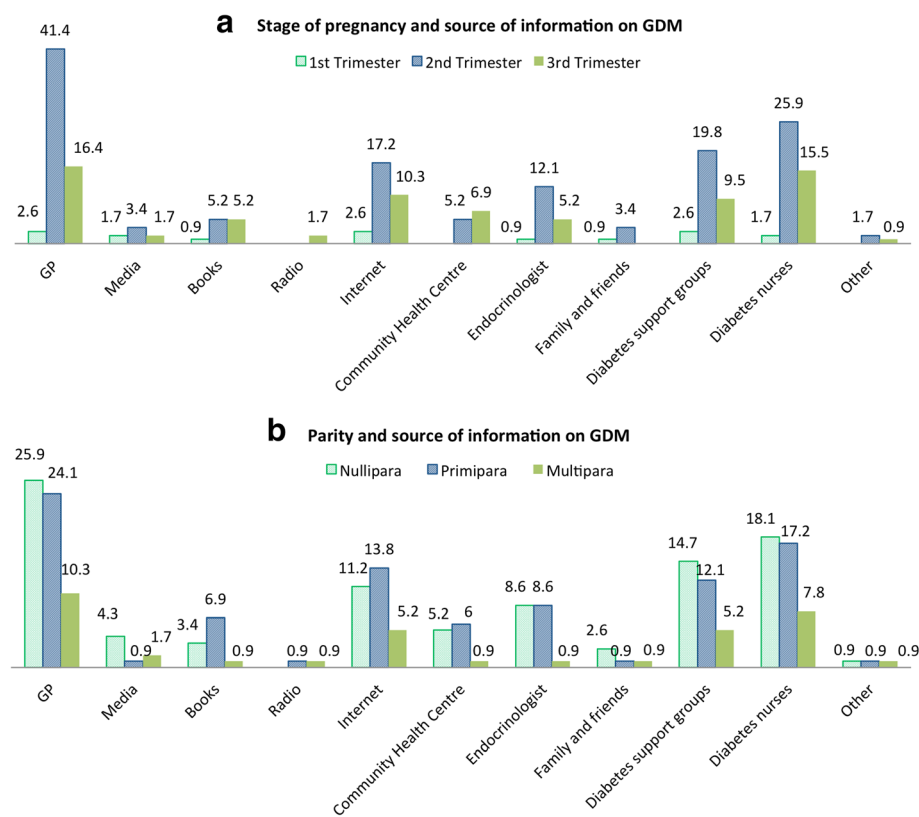 a Stage of pregnancy and source of information on GDM
1st Trimester 2nd Trimester 3rd Trimester
2.6 41.4 16.4
1.7 3.4 1.7
0.9 5.2 5.2
1.7
2.6 17.2 10.3
5.2 6.9
0.9 12.1 5.2
0.9 3.4
2.6 19.8 9.5
1.7 25.9 15.5
1.7 0.9
GP
Media
Books
Radio
Internet
Community Health Centre
Endocrinologist
Family and friends
Diabetes support groups
Diabetes nurses
Other
b Parity and source of information on GDM
Nullipara Primipara Multipara
25.9 24.1 10.3
4.3 0.9 1.7
3.4 6.9 0.9
0.9 0.9
11.2 13.8 5.2
5.2 6 0.9
8.6 8.6 0.9
2.6 0.9 0.9
14.7 12.1 5.2
18.1 17.2 7.8
0.9 0.9 0.9
GP
Media
Books
Radio
Internet
Community Health Centre
Endocrinologist
Family and friends
Diabetes support groups
Diabetes nurses
Other